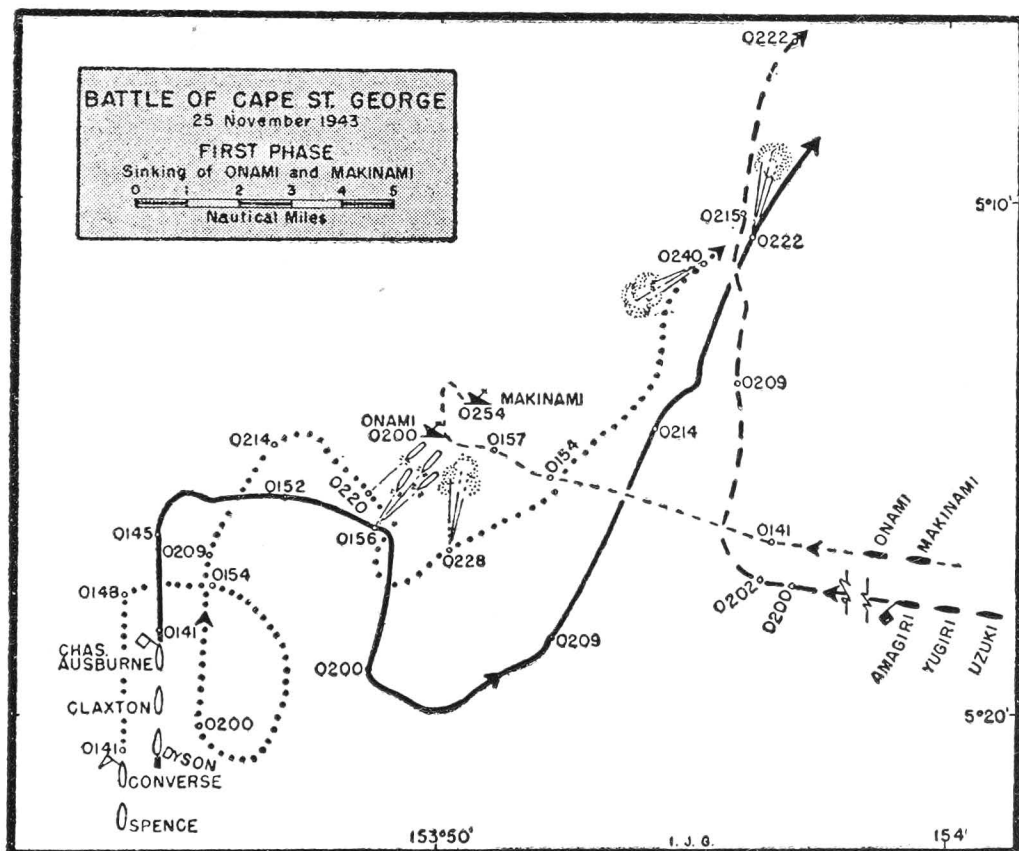 BATTLE OF CAPE ST. GEORGE
25 November 1943
FIRST PHASE
Sinking of ONAMI and MAKINAMI
0 1 2 3 4 5
Nautical Miles
0222
5°10'
0215
0222
0240
0209
MAKINAMI
0254
ONAMI
0200
0157
0214
0214
0154
0220
0152
0156
0145
0209
0228
0141
ONAMI
MAKINAMI
0148
0154
0202
0200
AMAGIRI
YUGIRI
UZUKI
0141
CHAS.
AUSBURNE
0200
0209
CLAXTON
0200
5°20'
0141
DYSON
CONVERSE
SPENCE
153°50'
I. J. G.
154'